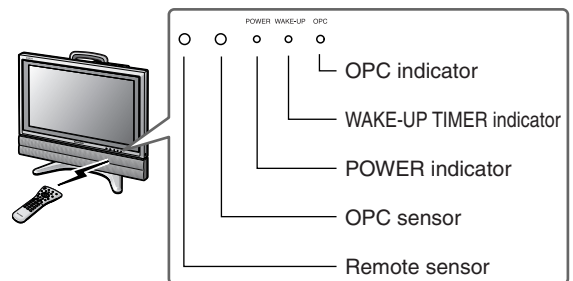 POWER WAKE-UP OPC
OPC indicator
WAKE-UP TIMER indicator
POWER indicator
OPC sensor
Remote sensor